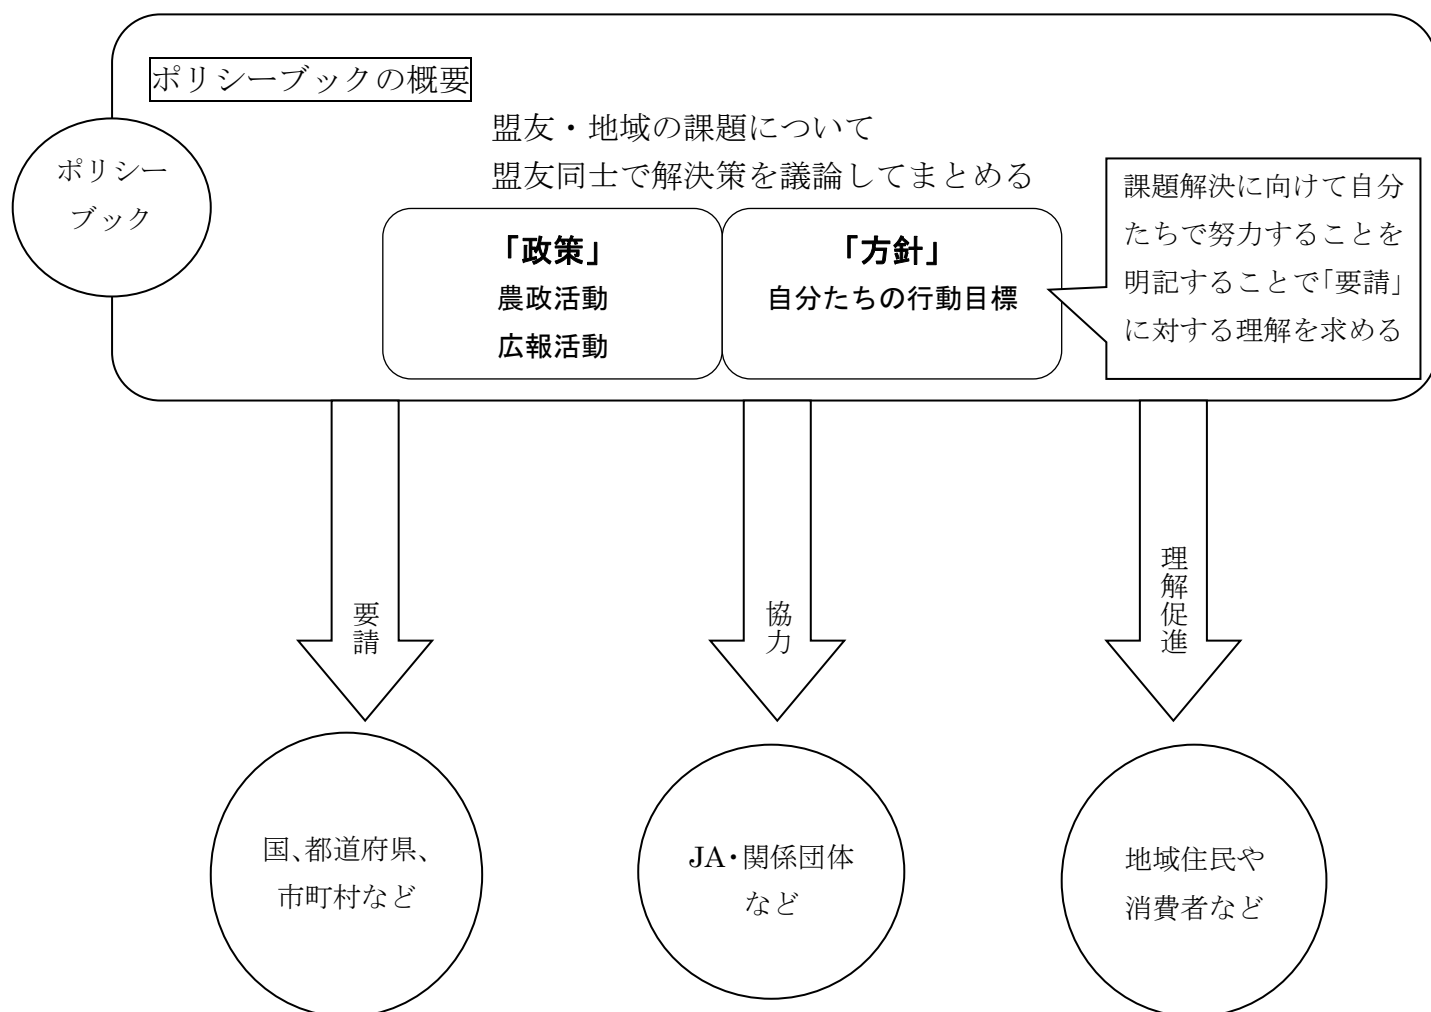 ポリシーブックの概要
盟友・地域の課題について
盟友同士で解決策を議論してまとめる
ポリシー
ブック
「政策」
農政活動
広報活動
「方針」
自分たちの行動目標
課題解決に向けて自分
たちで努力することを
明記することで「要請」
に対する理解を求める
要請
協力
理解促進
国、都道府県、
市町村など
JA・関係団体
など
地域住民や
消費者など